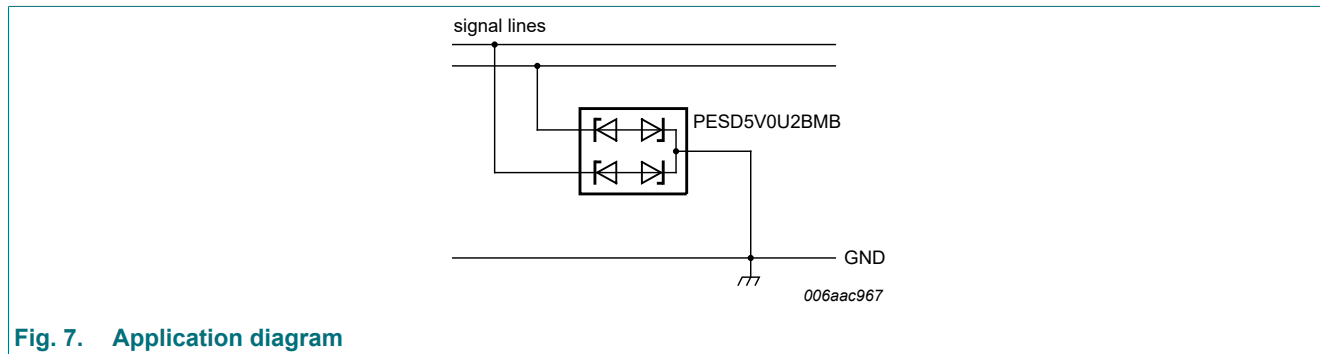 signal lines
PESD5V0U2BMB
GND
006aac967
Fig. 7. Application diagram